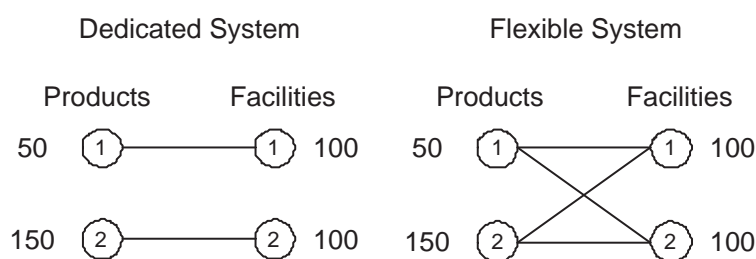 Dedicated System Flexible System
Products Facilities Products Facilities
50 1 1 100 50 1 1 100
150 2 2 100 150 2 2 100